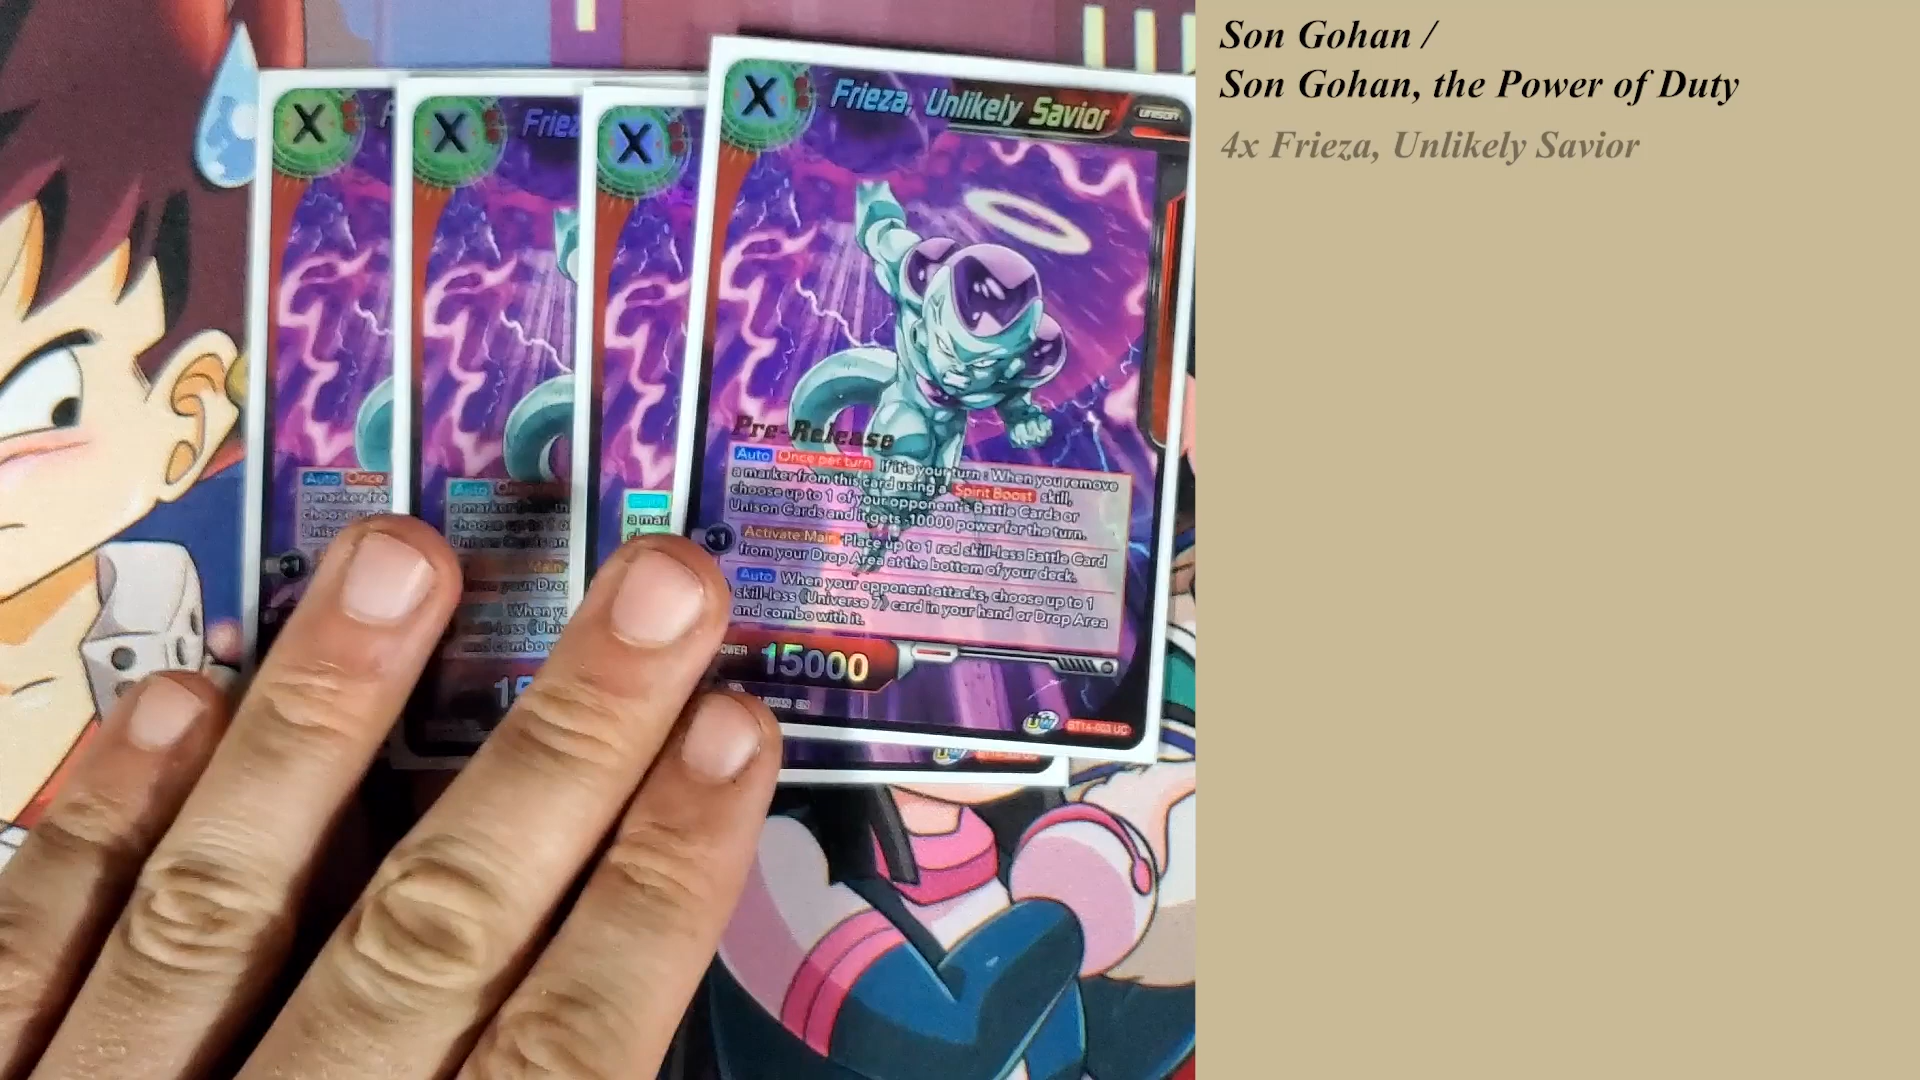 Son Gohan /
Son Gohan, the Power of Duty
4x Frieza, Unlikely Savior
X
X
X
X
Frieza, Unlikely Savior
UNISON
Pre-Release
Auto Once per turn If it's your turn : When you remove
a marker from this card using a Spirit Boost skill,
choose up to 1 of your opponent's Battle Cards or
Unison Cards and it gets -10000 power for the turn.
+1 Activate Main Place up to 1 red skill-less Battle Card
from your Drop Area at the bottom of your deck.
Auto When your opponent attacks, choose up to 1
skill-less《Universe 7》card in your hand or Drop Area
and combo with it.
15000
UW BT14-003 UC